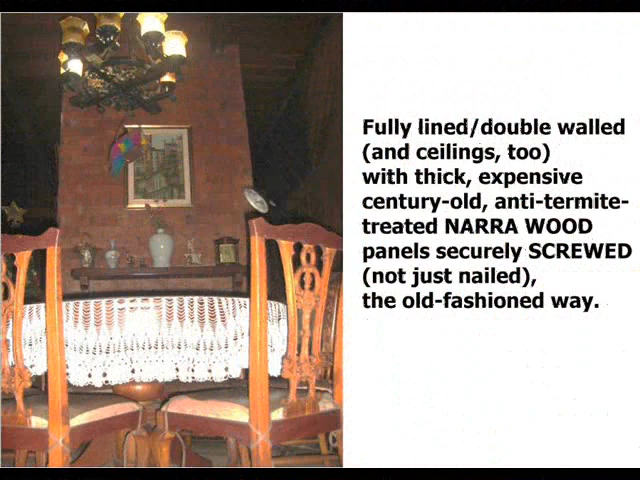 Fully lined/double walled
(and ceilings, too)
with thick, expensive
century-old, anti-termite-
treated NARRA WOOD
panels securely SCREWED
(not just nailed),
the old-fashioned way.